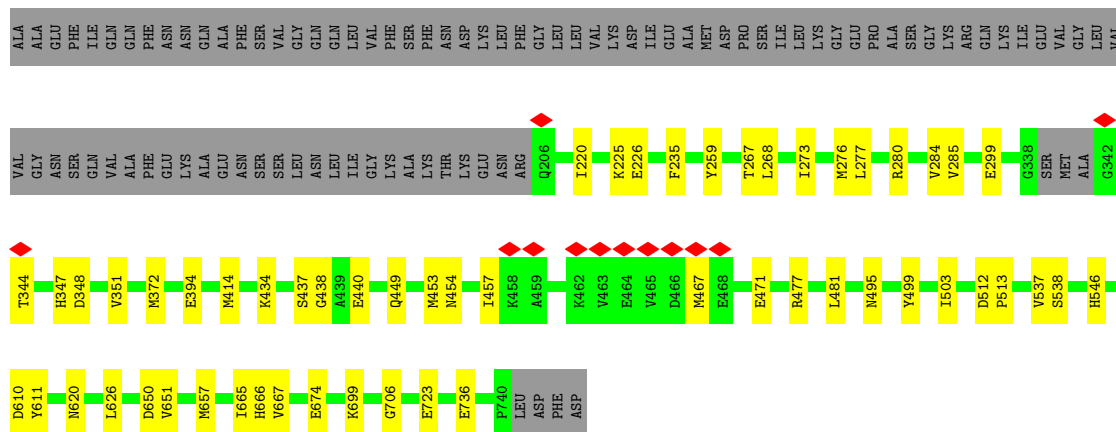 ALA ALA GLU PHE ILE GLN GLN PHE ASN ASN GLN ALA PHE SER VAL GLY GLN GLN LEU VAL PHE SER PHE ASN ASP LYS LEU PHE GLY LEU LEU VAL LYS ASP ILE GLU ALA MET ASP PRO SER ILE LEU LYS GLY GLU PRO ALA SER GLY LYS ARG GLN LYS ILE GLU VAL GLY LEU VAL
VAL GLY ASN SER GLN VAL ALA PHE GLU LYS ALA GLU ASN SER SER LEU ASN LEU ILE GLY LYS ALA LYS THR LYS GLU ASN ARG Q206 I220 K225 E226 F235 Y259 T267 L268 I273 M276 L277 R280 V284 V285 E299 G338 SER MET ALA G342
T344 H347 D348 V351 M372 E394 M414 K434 S437 G438 A439 E440 Q449 M453 N454 I457 K458 A459 K462 V463 E464 V465 D466 M467 E468 E471 R477 L481 N495 Y499 I503 D512 P513 V537 S538 H546
D610 Y611 N620 L626 D650 V651 M657 I665 H666 V667 E674 K699 G706 E723 E736 P740 LEU ASP PHE ASP